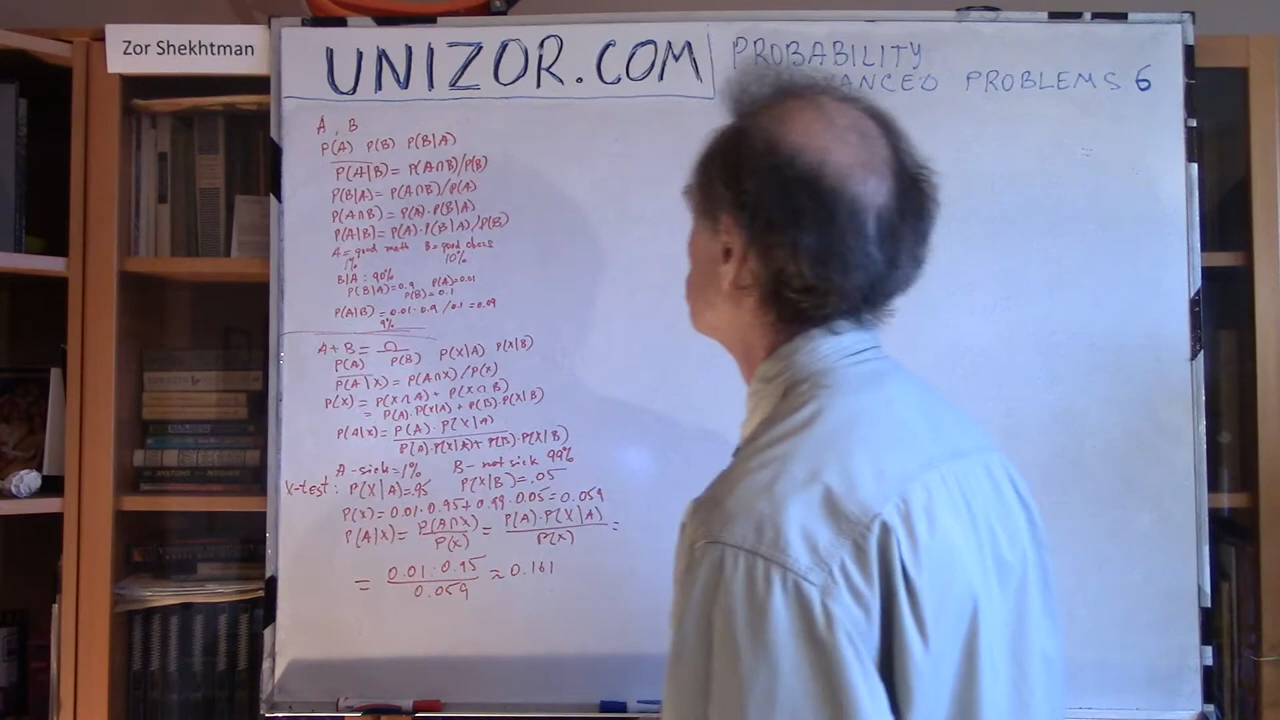 Zor Shekhtman
UNIZOR.COM
PROBABILITY
ANCED PROBLEMS 6
A, B
P(A) P(B) P(B|A)
P(A|B) = P(A∩B)/P(B)
P(B|A) = P(A∩B)/P(A)
P(A∩B) = P(A)·P(B|A)
P(A|B) = P(A)·P(B|A)/P(B)
A = good math B = good chess
1% 10%
B|A : 90%
P(B|A)=0.9 P(A)=0.01
P(B)=0.1
P(A|B) = 0.01·0.9/0.1 = 0.09
9%
A+B = Ω
P(A) P(B) P(X|A) P(X|B)
P(A|X) = P(A∩X)/P(X)
P(X) = P(X∩A) + P(X∩B)
= P(A)·P(X|A) + P(B)·P(X|B)
P(A|X) = P(A)·P(X|A)
P(A)·P(X|A)+P(B)·P(X|B)
A-sick=1% B-not sick 99%
X-test: P(X|A)=.95 P(X|B)=.05
P(X) = 0.01·0.95+0.99·0.05=0.059
P(A|X) = P(A∩X) = P(A)·P(X|A) =
P(X) P(X)
= 0.01·0.95 ≈ 0.161
0.059